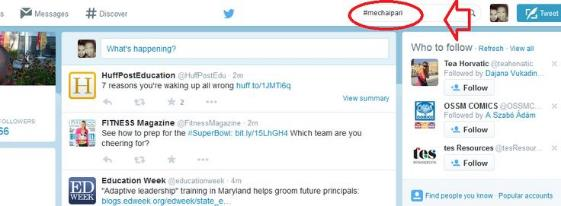 Messages # Discover
#mechaipari
Tweet
What's happening?
HuffPostEducation @HuffPostEdu · 2m
7 reasons you're waking up all wrong huff.to/1JMTi6q
2
View summary
FITNESS Magazine @FitnessMagazine · 2m
See how to prep for the #SuperBowl: bit.ly/15LhGH4 Which team are you
cheering for?
Education Week @educationweek · 4m
"Adaptive leadership" training in Maryland helps groom future principals:
blogs.edweek.org/edweek/state_e...
FOLLOWERS
66
H
ED
WEEK
Who to follow · Refresh · View all
Tea Horvatic @teahonatic
Followed by Dajana Vukadin...
Follow
OSSM COMICS @OSSMC...
Followed by A Szabó Ádám
Follow
tes Resources @tesResour...
Follow
tes
Find people you know · Popular accounts